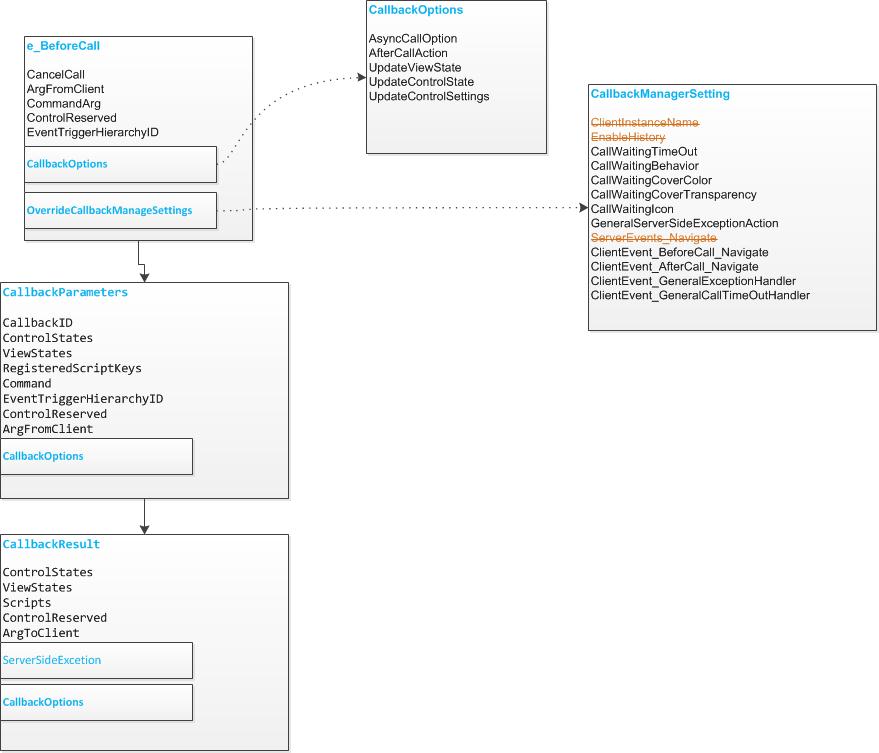 e_BeforeCall
CancelCall
ArgFromClient
CommandArg
ControlReserved
EventTriggerHierarchyID
CallbackOptions
OverrideCallbackManageSettings
CallbackOptions
AsyncCallOption
AfterCallAction
UpdateViewState
UpdateControlState
UpdateControlSettings
CallbackManagerSetting
ClientInstanceName
EnableHistory
CallWaitingTimeOut
CallWaitingBehavior
CallWaitingCoverColor
CallWaitingCoverTransparency
CallWaitingIcon
GeneralServerSideExceptionAction
ServerEvents_Navigate
ClientEvent_BeforeCall_Navigate
ClientEvent_AfterCall_Navigate
ClientEvent_GeneralExceptionHandler
ClientEvent_GeneralCallTimeOutHandler
CallbackParameters
CallbackID
ControlStates
ViewStates
RegisteredScriptKeys
Command
EventTriggerHierarchyID
ControlReserved
ArgFromClient
CallbackOptions
CallbackResult
ControlStates
ViewStates
Scripts
ControlReserved
ArgToClient
ServerSideExcetion
CallbackOptions